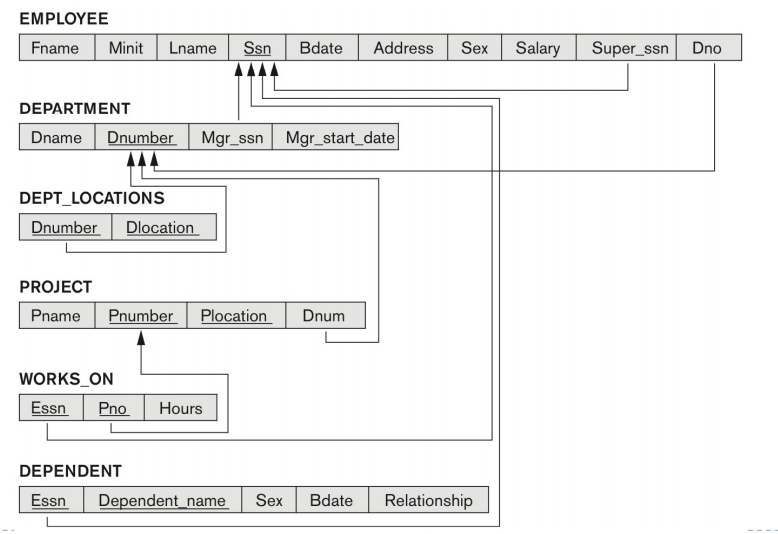 EMPLOYEE
Fname Minit Lname Ssn Bdate Address Sex Salary Super_ssn Dno
DEPARTMENT
Dname Dnumber Mgr_ssn Mgr_start_date
DEPT_LOCATIONS
Dnumber Dlocation
PROJECT
Pname Pnumber Plocation Dnum
WORKS_ON
Essn Pno Hours
DEPENDENT
Essn Dependent_name Sex Bdate Relationship